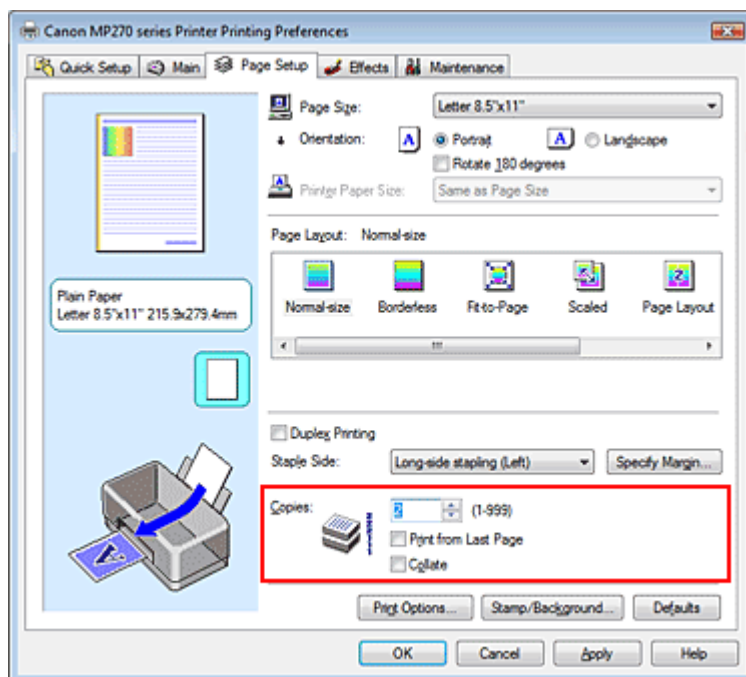 Canon MP270 series Printer Printing Preferences
Quick Setup Main Page Setup Effects Maintenance
Page Size: Letter 8.5"x11"
Orientation: A Portrait A Landscape
Rotate 180 degrees
Printer Paper Size: Same as Page Size
Page Layout: Normal-size
Normal-size Borderless Fit-to-Page Scaled Page Layout
Plain Paper
Letter 8.5"x11" 215.9x279.4mm
Duplex Printing
Staple Side: Long-side stapling (Left) Specify Margin...
Copies: 2 (1-999)
Print from Last Page
Collate
Print Options... Stamp/Background... Defaults
OK Cancel Apply Help